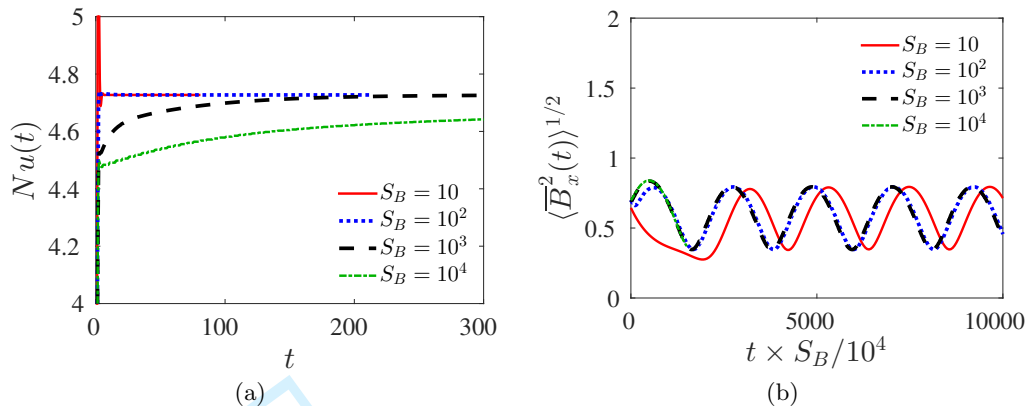 5
4.8
4.6
4.4
4.2
4
Nu(t)
S_B = 10
S_B = 10^2
S_B = 10^3
S_B = 10^4
0 100 200 300
t
(a)
2
1.5
1
0.5
0
⟨\overline{B}_x^2(t)⟩^{1/2}
S_B = 10
S_B = 10^2
S_B = 10^3
S_B = 10^4
0 5000 10000
t × S_B/10^4
(b)